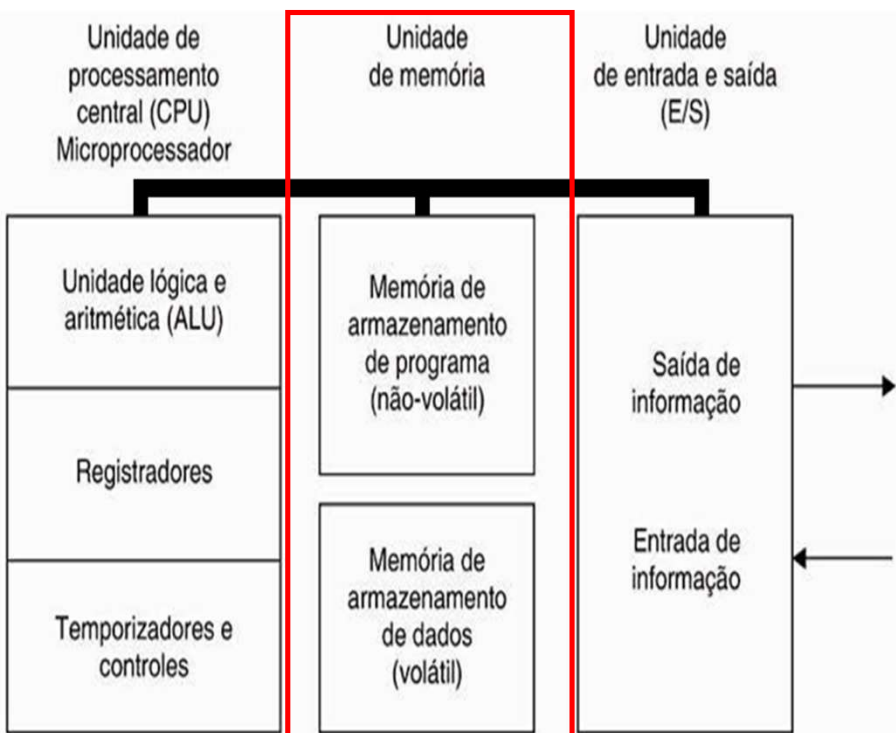 Unidade de
processamento
central (CPU)
Microprocessador
Unidade
de memória
Unidade
de entrada e saída
(E/S)
Unidade lógica e
aritmética (ALU)
Registradores
Temporizadores e
controles
Memória de
armazenamento
de programa
(não-volátil)
Memória de
armazenamento
de dados
(volátil)
Saída de
informação
Entrada de
informação